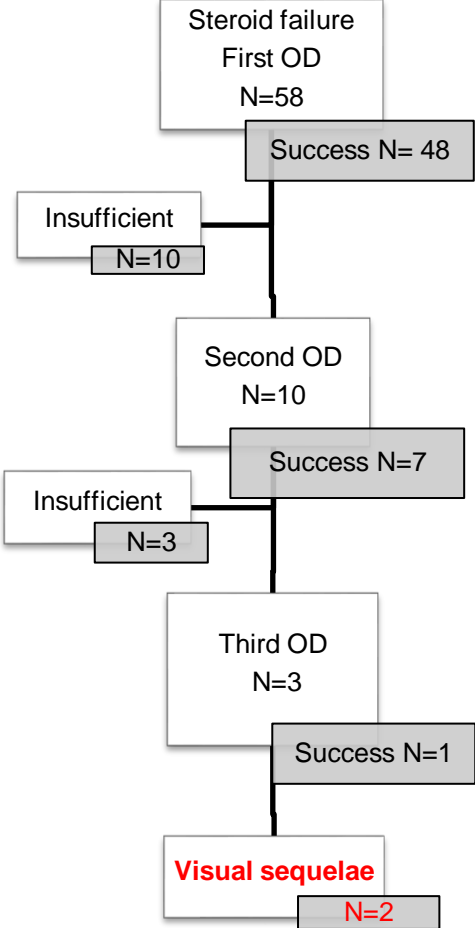 Steroid failure
First OD
N=58
Success N= 48
Insufficient
N=10
Second OD
N=10
Success N=7
Insufficient
N=3
Third OD
N=3
Success N=1
Visual sequelae
N=2